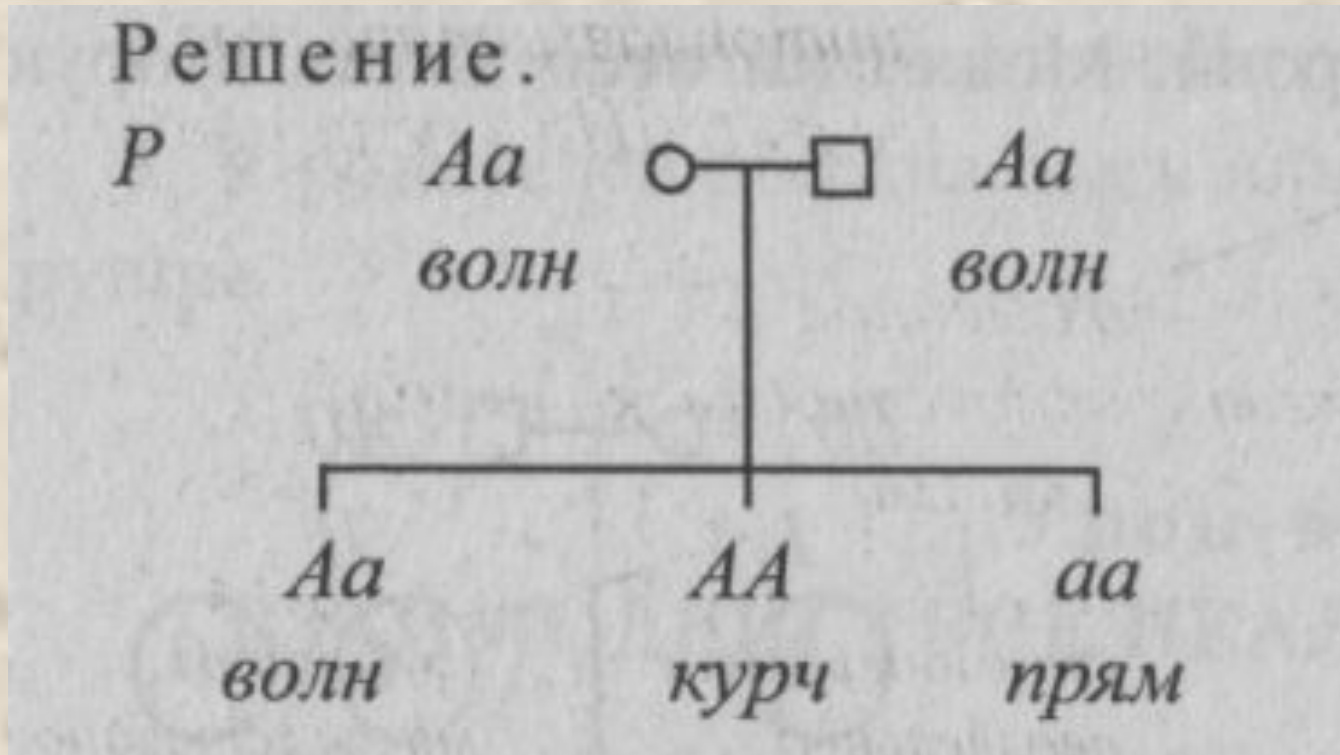 Решение.
P Aa Aa
волн волн
Aa AA aa
волн курч прям